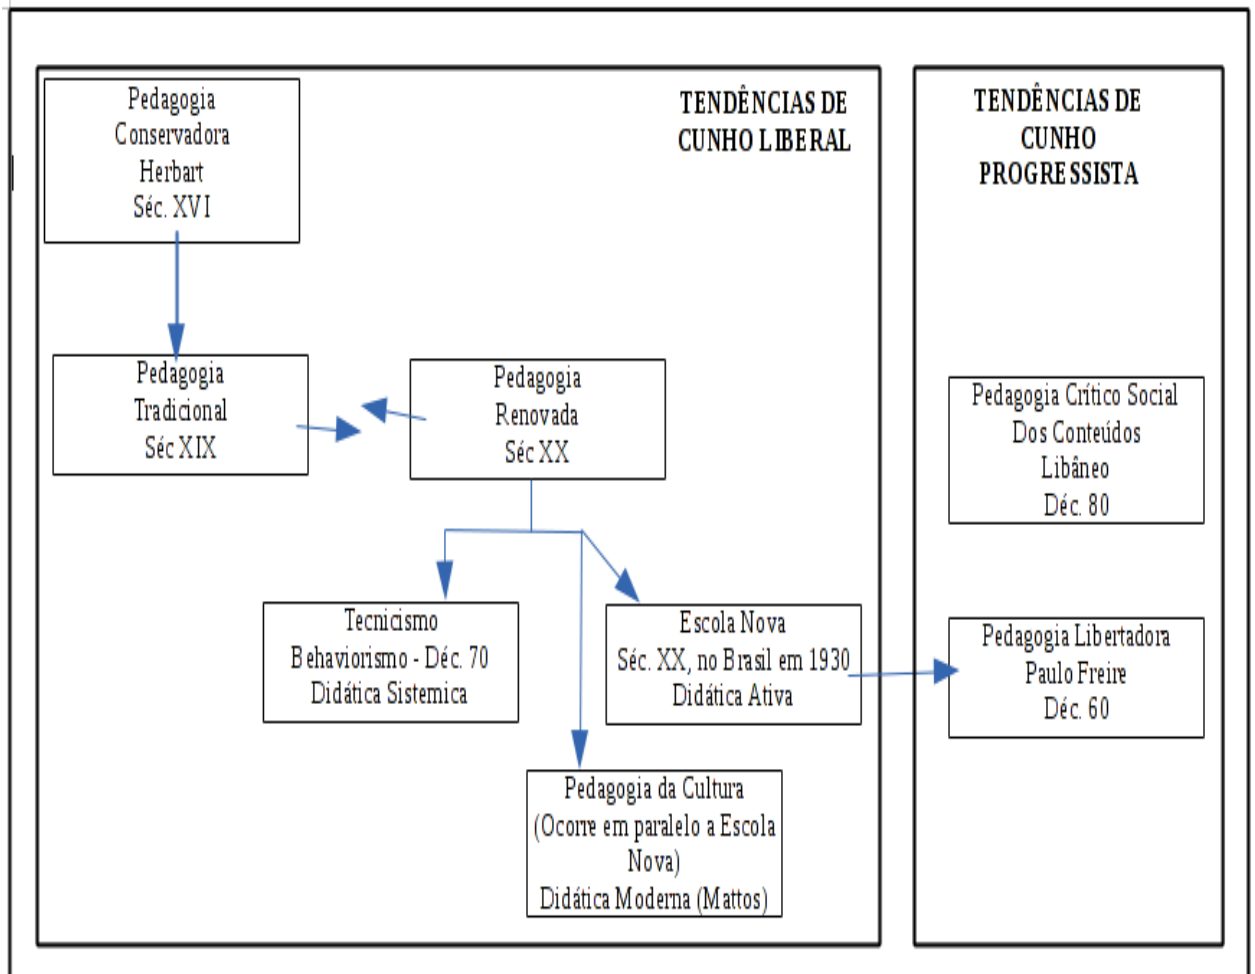 Pedagogia
Conservadora
Herbart
Séc. XVI
TENDÊNCIAS DE
CUNHO LIBERAL
Pedagogia
Tradicional
Séc XIX
Pedagogia
Renovada
Séc XX
Tecnicismo
Behaviorismo - Déc. 70
Didática Sistemica
Escola Nova
Séc. XX, no Brasil em 1930
Didática Ativa
Pedagogia da Cultura
(Ocorre em paralelo a Escola
Nova)
Didática Moderna (Mattos)
TENDÊNCIAS DE
CUNHO
PROGRESSISTA
Pedagogia Crítico Social
Dos Conteúdos
Libâneo
Déc. 80
Pedagogia Libertadora
Paulo Freire
Déc. 60